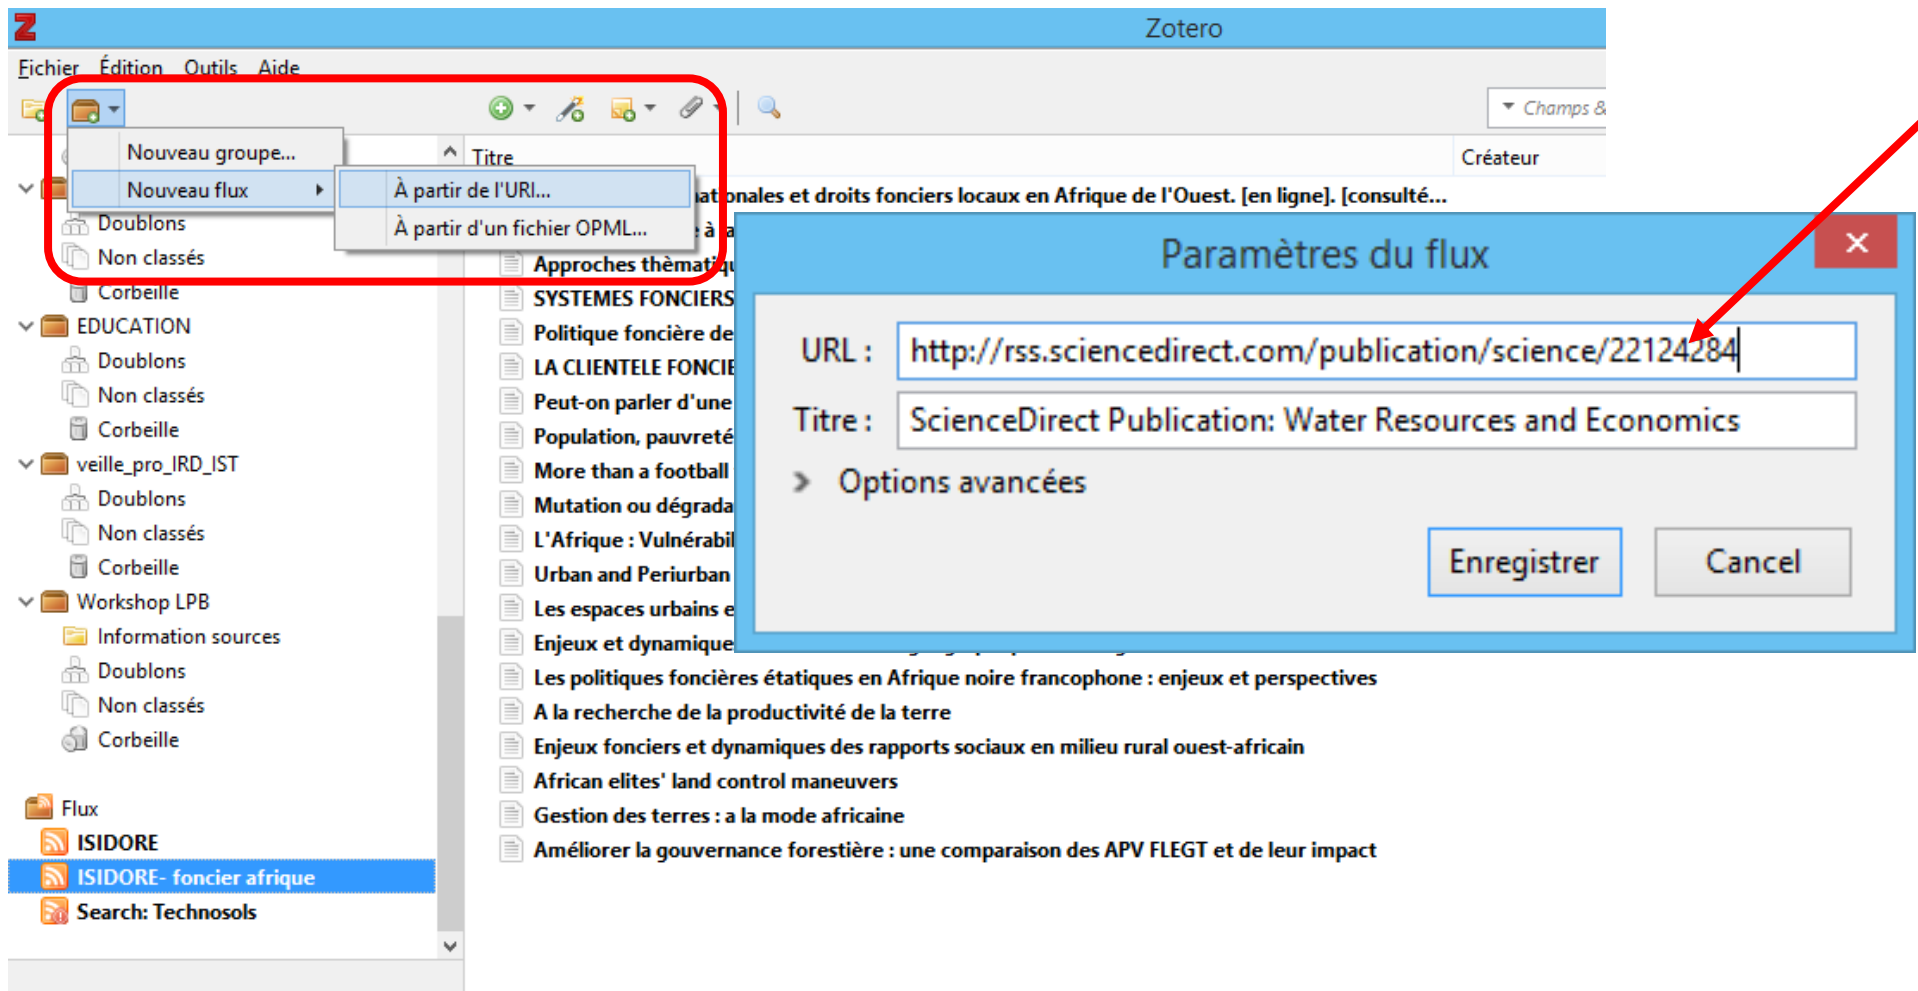 Z Zotero
Fichier Édition Outils Aide
Champs &
Nouveau groupe...
Nouveau flux
À partir de l'URI...
À partir d'un fichier OPML...
Doublons
Non classés
Corbeille
EDUCATION
Doublons
Non classés
Corbeille
veille_pro_IRD_IST
Doublons
Non classés
Corbeille
Workshop LPB
Information sources
Doublons
Non classés
Corbeille
Flux
ISIDORE
ISIDORE- foncier afrique
Search: Technosols
Titre Créateur
et droits fonciers locaux en Afrique de l'Ouest. [en ligne]. [consulté...
à
Approches
SYSTEMES FONCIERS
Politique foncière de
LA CLIENTELE
Peut-on parler d'une
Population, pauvreté
More than a football
Mutation ou
L'Afrique :
Urban and Periurban
Les espaces urbains
Enjeux et
Les politiques foncières étatiques en Afrique noire francophone : enjeux et perspectives
A la recherche de la productivité de la terre
Enjeux fonciers et dynamiques des rapports sociaux en milieu rural ouest-africain
African elites' land control maneuvers
Gestion des terres : a la mode africaine
Améliorer la gouvernance forestière : une comparaison des APV FLEGT et de leur impact
Paramètres du flux
URL : http://rss.sciencedirect.com/publication/science/22124284
Titre : ScienceDirect Publication: Water Resources and Economics
Options avancées
Enregistrer Cancel